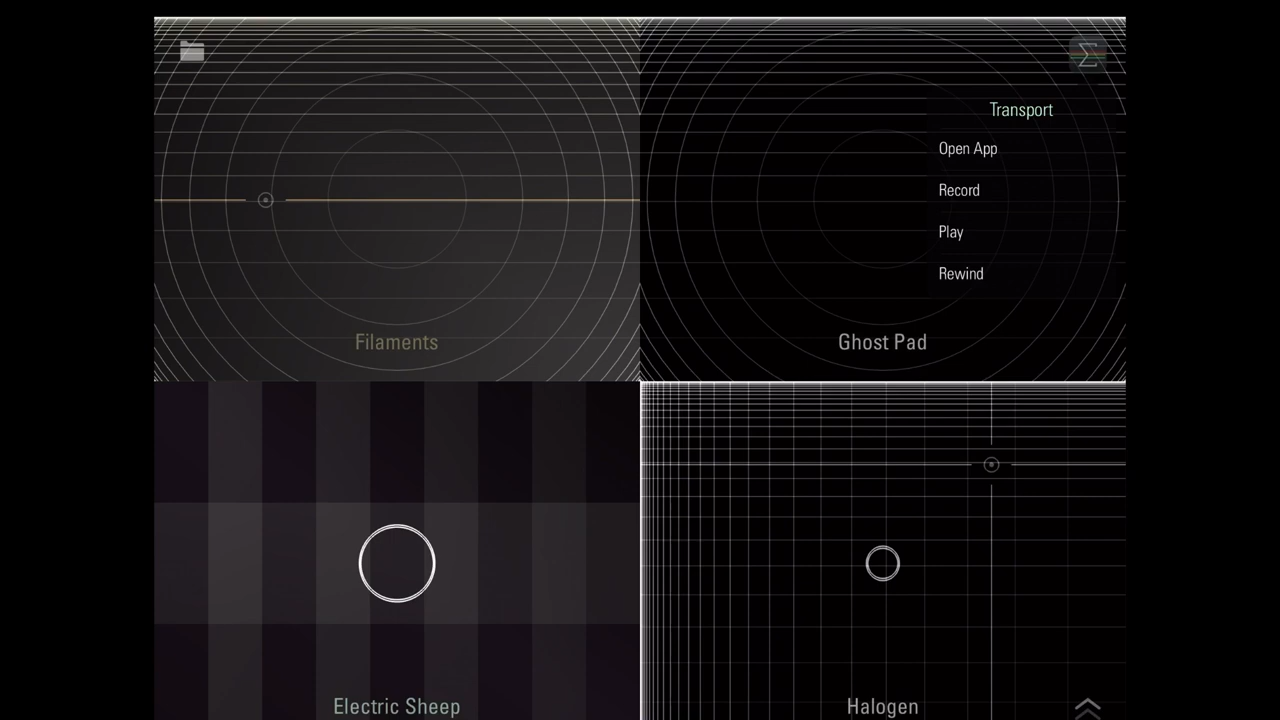 Transport
Open App
Record
Play
Rewind
Filaments
Ghost Pad
Electric Sheep
Halogen